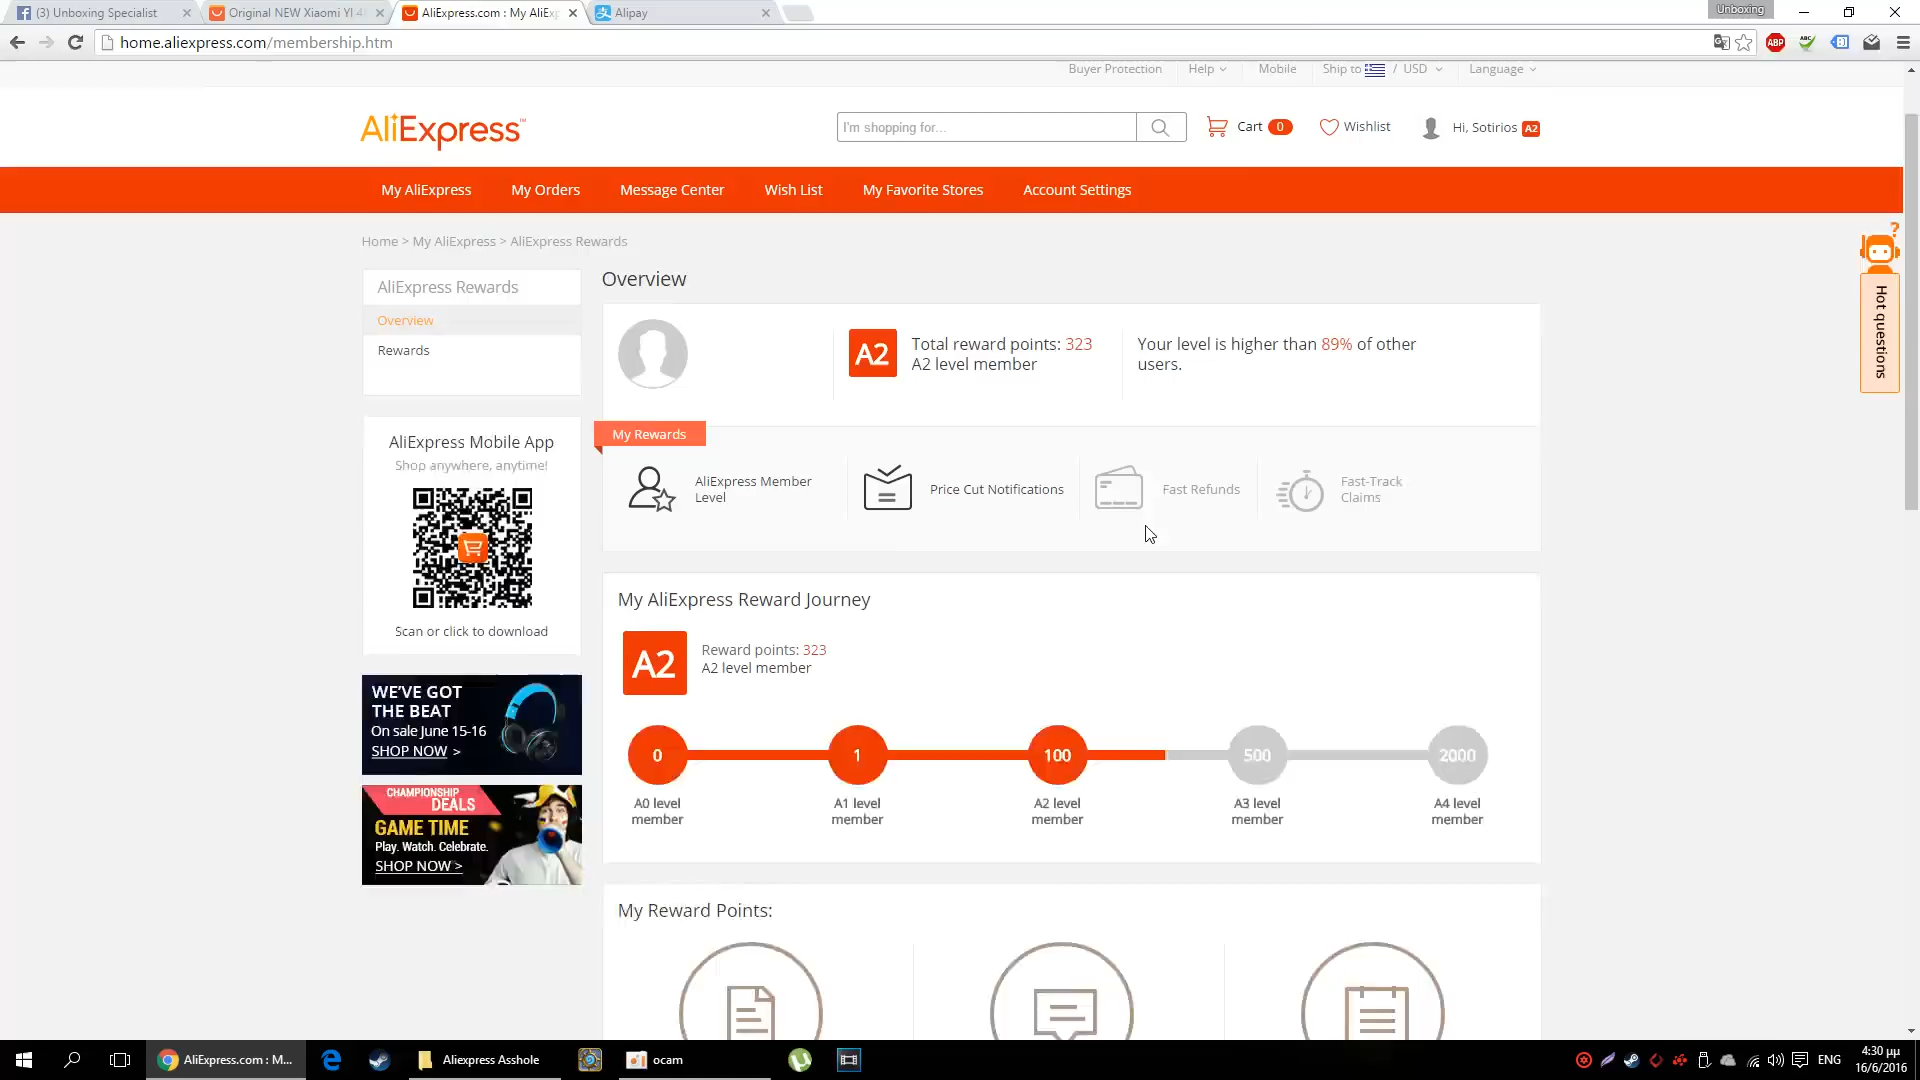 (3) Unboxing Specialist
Original NEW Xiaomi YI 4
AliExpress.com : My AliEx
Alipay
Unboxing
home.aliexpress.com/membership.htm
ABP
ABC
Buyer Protection
Help
Mobile
Ship to / USD
Language
AliExpress™
I'm shopping for...
Cart 0
Wishlist
Hi, Sotirios A2
My AliExpress
My Orders
Message Center
Wish List
My Favorite Stores
Account Settings
Home > My AliExpress > AliExpress Rewards
AliExpress Rewards
Overview
Rewards
AliExpress Mobile App
Shop anywhere, anytime!
Scan or click to download
WE'VE GOT
THE BEAT
On sale June 15-16
SHOP NOW >
CHAMPIONSHIP
DEALS
GAME TIME
Play. Watch. Celebrate.
SHOP NOW >
Overview
A2
Total reward points: 323
A2 level member
Your level is higher than 89% of other
users.
My Rewards
AliExpress Member
Level
Price Cut Notifications
Fast Refunds
Fast-Track
Claims
My AliExpress Reward Journey
A2
Reward points: 323
A2 level member
0
1
100
500
2000
A0 level
member
A1 level
member
A2 level
member
A3 level
member
A4 level
member
My Reward Points:
?
Hot questions
AliExpress.com : M...
Aliexpress Asshole
ocam
ENG
4:30 μμ
16/6/2016